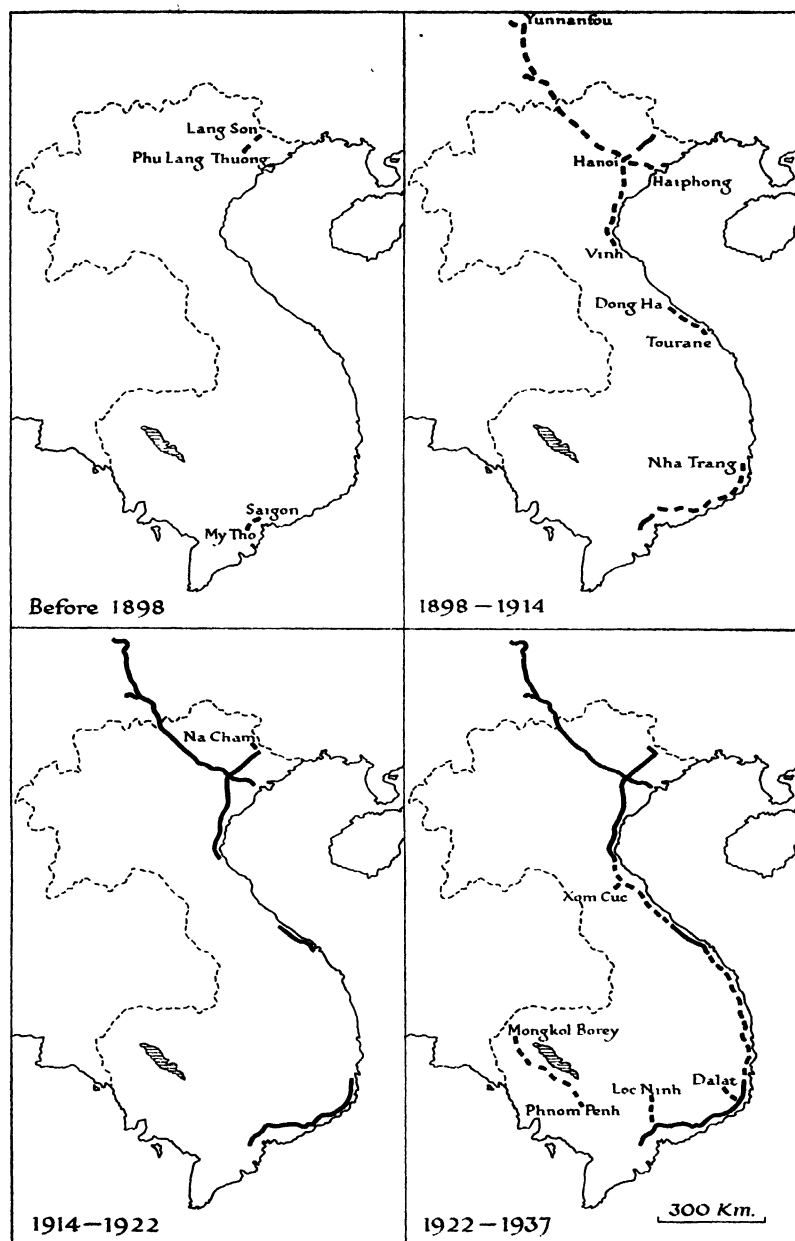 Lang Son
Phu Lang Thuong
Saigon
My Tho
Before 1898
Yunnanfou
Hanoi
Haiphong
Vinh
Dong Ha
Tourane
Nha Trang
1898–1914
Na Cham
1914–1922
Xom Cuc
Mongkol Borey
Loc Ninh
Dalat
Phnom Penh
1922–1937
300 Km.